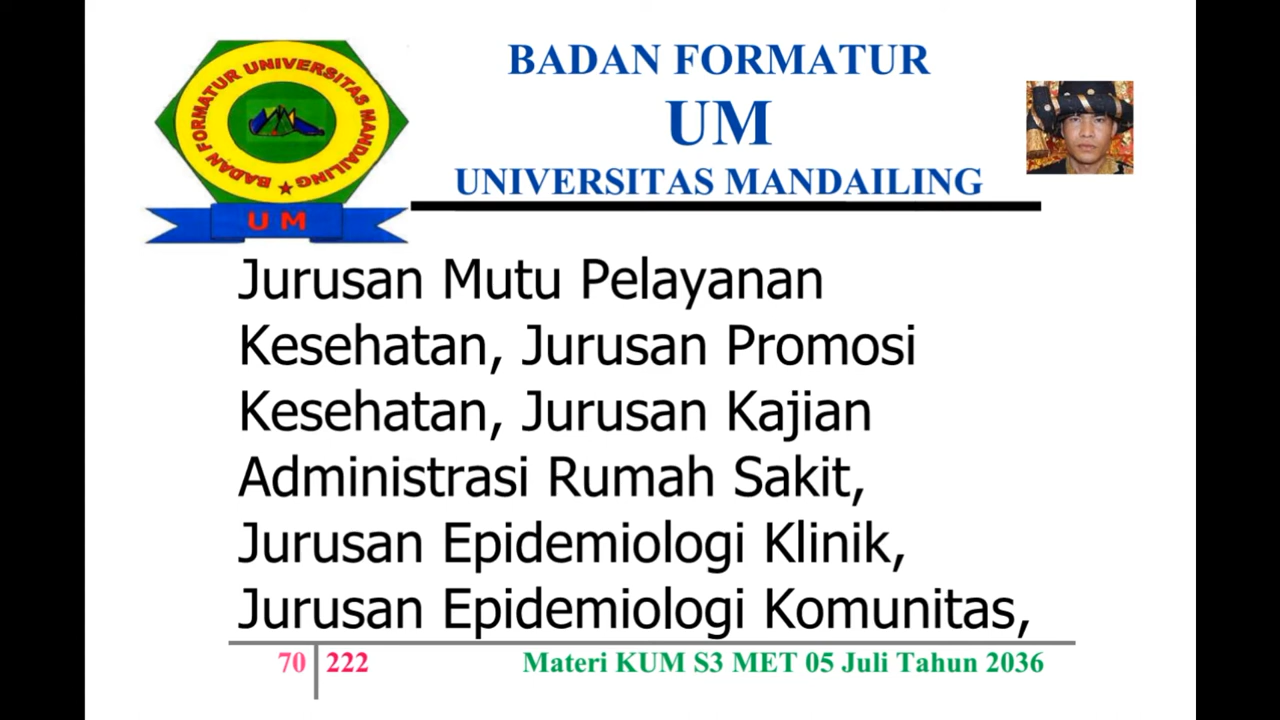 BADAN FORMATUR UNIVERSITAS MANDAILING
U M
BADAN FORMATUR
UM
UNIVERSITAS MANDAILING
Jurusan Mutu Pelayanan
Kesehatan, Jurusan Promosi
Kesehatan, Jurusan Kajian
Administrasi Rumah Sakit,
Jurusan Epidemiologi Klinik,
Jurusan Epidemiologi Komunitas,
70 222 Materi KUM S3 MET 05 Juli Tahun 2036